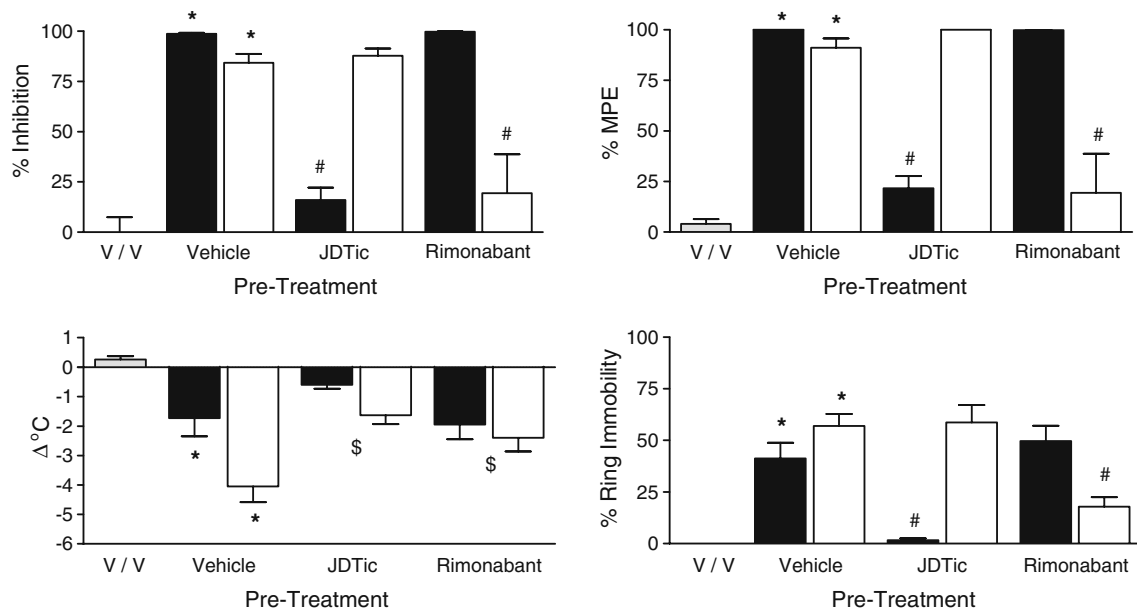 % Inhibition
100
75
50
25
0
* * # #
V / V Vehicle JDTic Rimonabant
Pre-Treatment
% MPE
100
75
50
25
0
* * # #
V / V Vehicle JDTic Rimonabant
Pre-Treatment
Δ °C
1
0
-1
-2
-3
-4
-5
-6
* * $ $
V / V Vehicle JDTic Rimonabant
Pre-Treatment
% Ring Immobility
100
75
50
25
0
* * # #
V / V Vehicle JDTic Rimonabant
Pre-Treatment